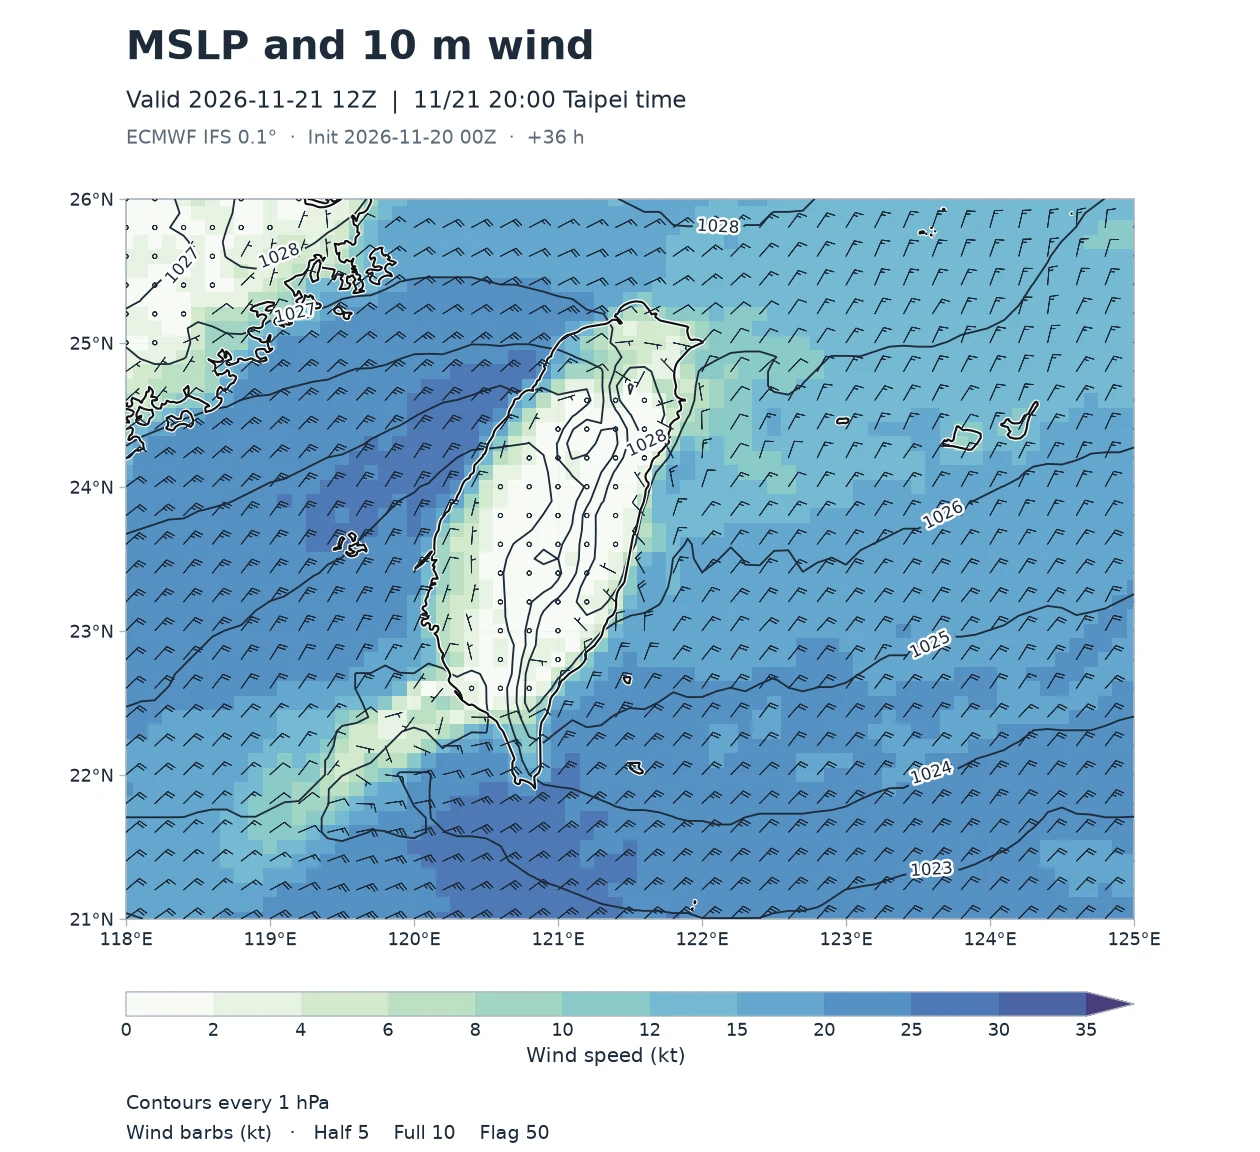 MSLP and 10 m wind
Valid 2026-11-21 12Z | 11/21 20:00 Taipei time
ECMWF IFS 0.1° · Init 2026-11-20 00Z · +36 h
26°N
25°N
24°N
23°N
22°N
21°N
1028
1028
1027
1027
1028
1026
1025
1024
1023
118°E 119°E 120°E 121°E 122°E 123°E 124°E 125°E
0 2 4 6 8 10 12 15 20 25 30 35
Wind speed (kt)
Contours every 1 hPa
Wind barbs (kt) · Half 5 Full 10 Flag 50